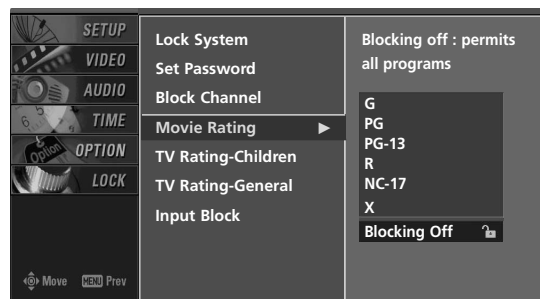 SETUP
VIDEO
AUDIO
TIME
OPTION
LOCK
Move MENU Prev
Lock System
Set Password
Block Channel
Movie Rating
TV Rating-Children
TV Rating-General
Input Block
Blocking off : permits
all programs
G
PG
PG-13
R
NC-17
X
Blocking Off